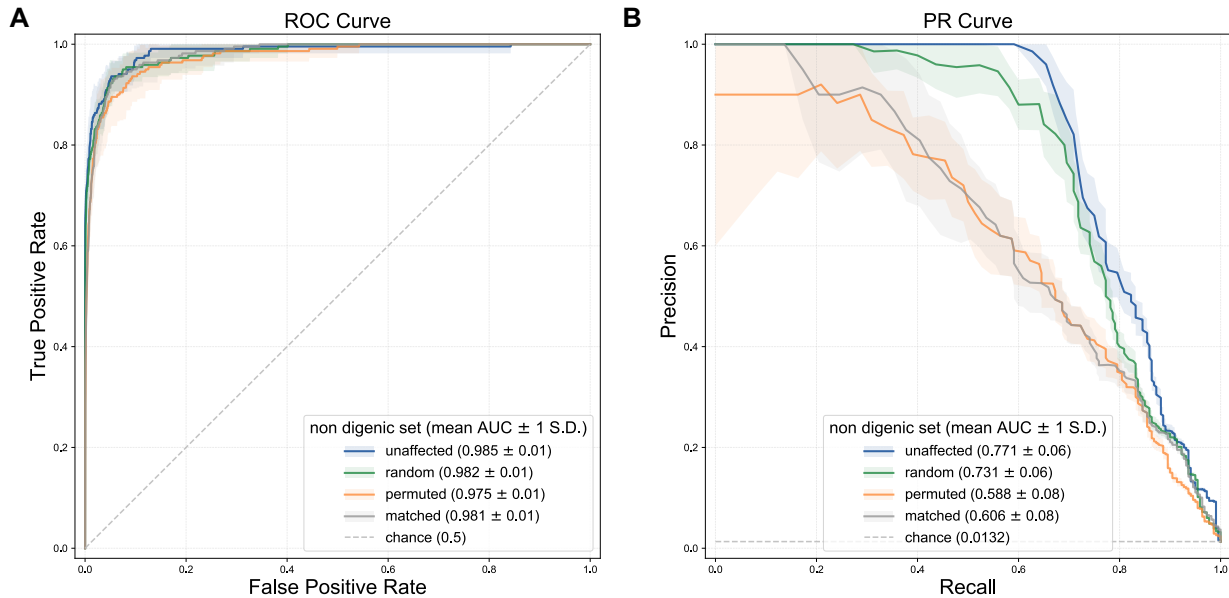 A
ROC Curve
1.0
0.8
0.6
0.4
0.2
0.0
True Positive Rate
non digenic set (mean AUC ± 1 S.D.)
unaffected (0.985 ± 0.01)
random (0.982 ± 0.01)
permuted (0.975 ± 0.01)
matched (0.981 ± 0.01)
chance (0.5)
0.0 0.2 0.4 0.6 0.8 1.0
False Positive Rate
B
PR Curve
1.0
0.8
0.6
0.4
0.2
0.0
Precision
non digenic set (mean AUC ± 1 S.D.)
unaffected (0.771 ± 0.06)
random (0.731 ± 0.06)
permuted (0.588 ± 0.08)
matched (0.606 ± 0.08)
chance (0.0132)
0.0 0.2 0.4 0.6 0.8 1.0
Recall